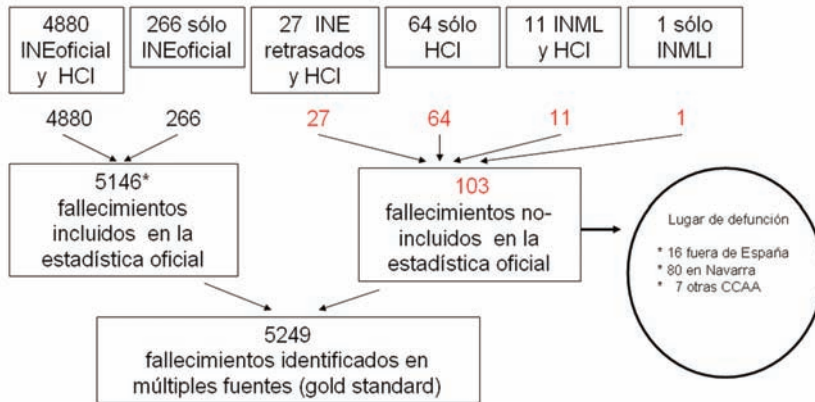 4880
INEoficial
y HCI
266 sólo
INEoficial
27 INE
retrasados
y HCI
64 sólo
HCI
11 INML
y HCI
1 sólo
INMLI
4880
266
27
64
11
1
5146*
fallecimientos
incluidos en la
estadística oficial
103
fallecimientos no-
incluidos en la
estadística oficial
Lugar de defunción
* 16 fuera de España
* 80 en Navarra
* 7 otras CCAA
5249
fallecimientos identificados en
múltiples fuentes (gold standard)